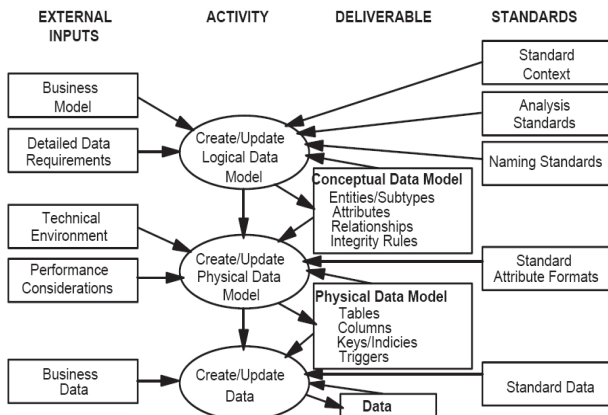 EXTERNAL
INPUTS
ACTIVITY
DELIVERABLE
STANDARDS
Business
Model
Detailed Data
Requirements
Create/Update
Logical Data
Model
Standard
Context
Analysis
Standards
Naming Standards
Conceptual Data Model
Entities/Subtypes
Attributes
Relationships
Integrity Rules
Technical
Environment
Performance
Considerations
Create/Update
Physical Data
Model
Standard
Attribute Formats
Physical Data Model
Tables
Columns
Keys/Indicies
Triggers
Business
Data
Create/Update
Data
Data
Standard Data